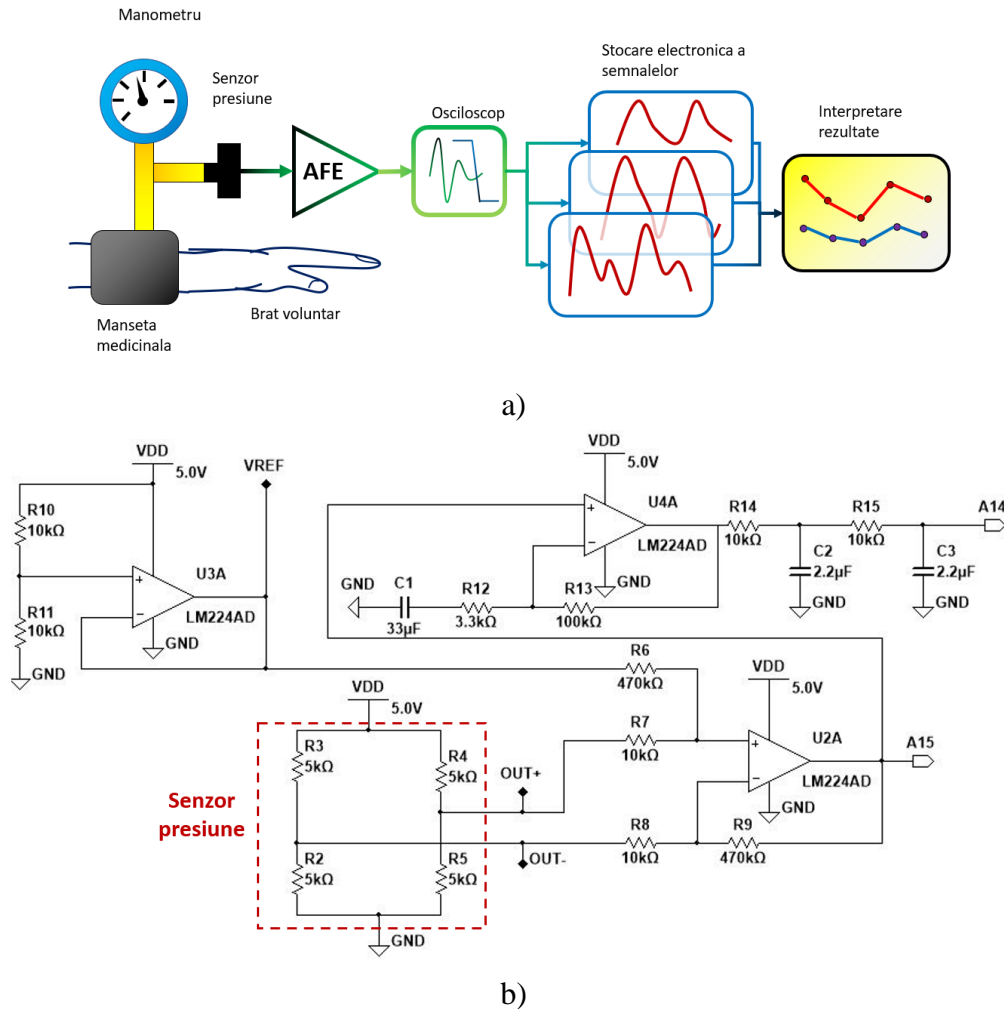 Manometru
Senzor
presiune
Osciloscop
Stocare electronica a
semnalelor
Interpretare
rezultate
AFE
Manseta
medicinala
Brat voluntar
a)
VDD
5.0V
VREF
R10
10kΩ
U3A
+
−
LM224AD
R11
10kΩ
GND
GND
VDD
5.0V
U4A
+
−
LM224AD
GND
R14
10kΩ
R15
10kΩ
A14
C2
2.2µF
GND
C3
2.2µF
GND
GND
C1
33µF
R12
3.3kΩ
R13
100kΩ
R6
470kΩ
VDD
5.0V
R7
10kΩ
U2A
+
−
LM224AD
GND
A15
R8
10kΩ
R9
470kΩ
VDD
5.0V
R3
5kΩ
R4
5kΩ
OUT+
Senzor
presiune
OUT-
R2
5kΩ
R5
5kΩ
GND
b)